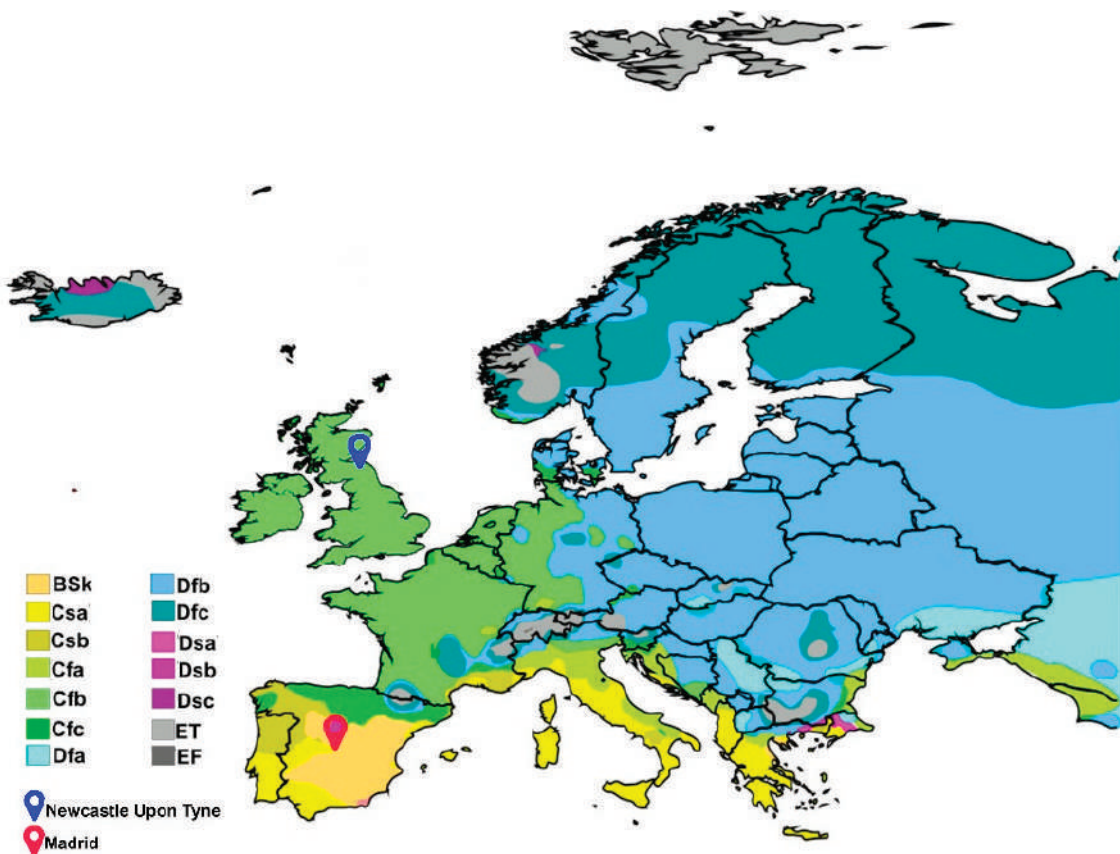 BSk
Csa
Csb
Cfa
Cfb
Cfc
Dfa
Dfb
Dfc
Dsa
Dsb
Dsc
ET
EF
Newcastle Upon Tyne
Madrid